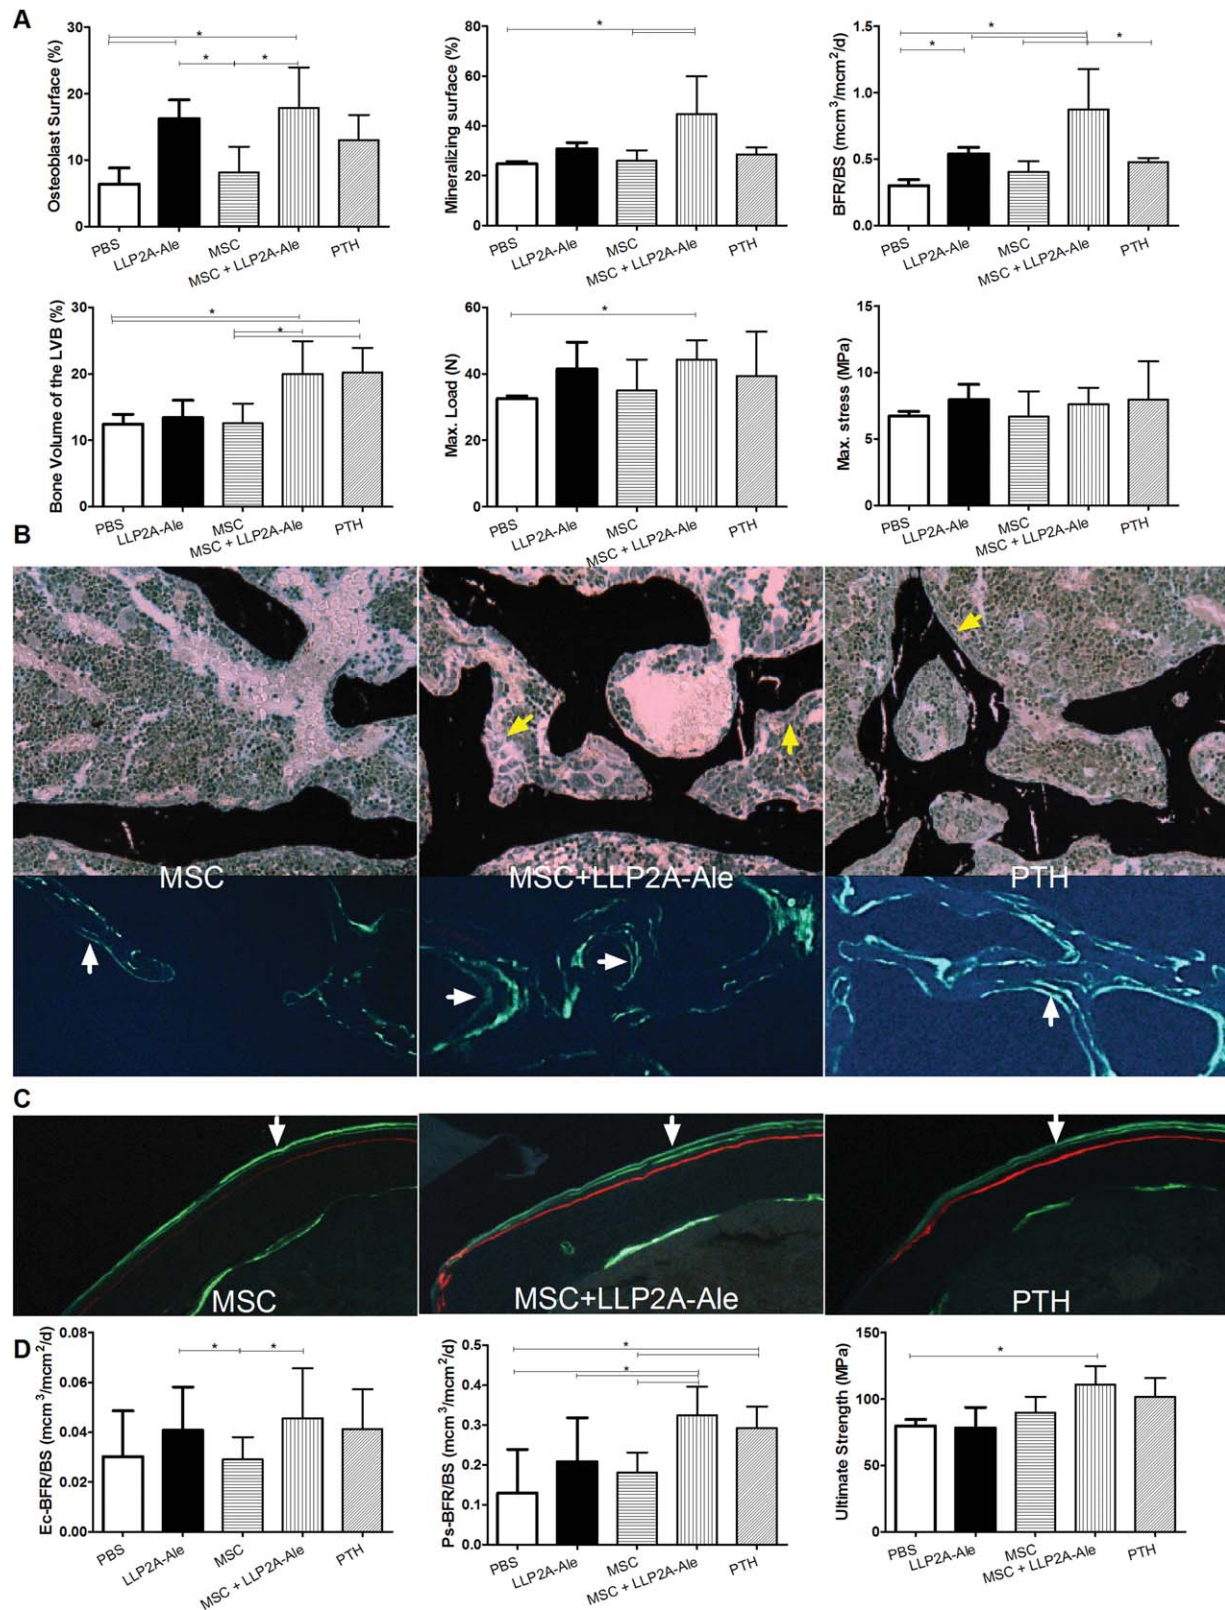 A
Osteoblast Surface (%)
30
20
10
0
* * *
PBS
LLP2A-Ale
MSC
MSC + LLP2A-Ale
PTH
Mineralizing surface (%)
80
60
40
20
0
*
PBS
LLP2A-Ale
MSC
MSC + LLP2A-Ale
PTH
BFR/BS (mcm³/mcm²/d)
1.5
1.0
0.5
0.0
* * *
PBS
LLP2A-Ale
MSC
MSC + LLP2A-Ale
PTH
Bone Volume of the LVB (%)
30
20
10
0
* *
PBS
LLP2A-Ale
MSC
MSC + LLP2A-Ale
PTH
Max. Load (N)
60
40
20
0
*
PBS
LLP2A-Ale
MSC
MSC + LLP2A-Ale
PTH
Max. stress (MPa)
15
10
5
0
PBS
LLP2A-Ale
MSC
MSC + LLP2A-Ale
PTH
B
MSC
MSC+LLP2A-Ale
PTH
C
MSC
MSC+LLP2A-Ale
PTH
D
Ec-BFR/BS (mcm³/mcm²/d)
0.08
0.06
0.04
0.02
0.00
* *
PBS
LLP2A-Ale
MSC
MSC + LLP2A-Ale
PTH
Ps-BFR/BS (mcm³/mcm²/d)
0.5
0.4
0.3
0.2
0.1
0.0
* *
PBS
LLP2A-Ale
MSC
MSC + LLP2A-Ale
PTH
Ultimate Strength (MPa)
150
100
50
0
*
PBS
LLP2A-Ale
MSC
MSC + LLP2A-Ale
PTH